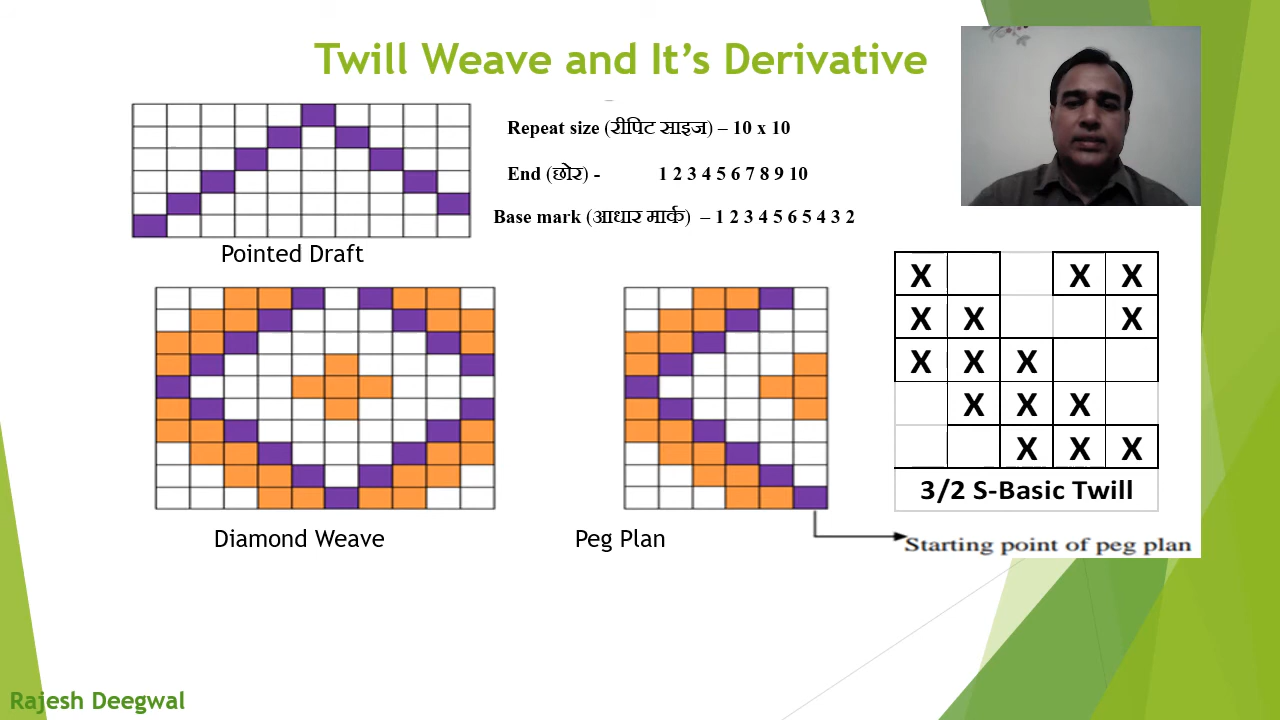 Twill Weave and It's Derivative
Repeat size (रीपिट साइज) – 10 x 10
End (छोर) - 1 2 3 4 5 6 7 8 9 10
Base mark (आधार मार्क) – 1 2 3 4 5 6 5 4 3 2
Pointed Draft
X X X
X X X
X X X
X X X
X X X
3/2 S-Basic Twill
Diamond Weave
Peg Plan
Starting point of peg plan
Rajesh Deegwal